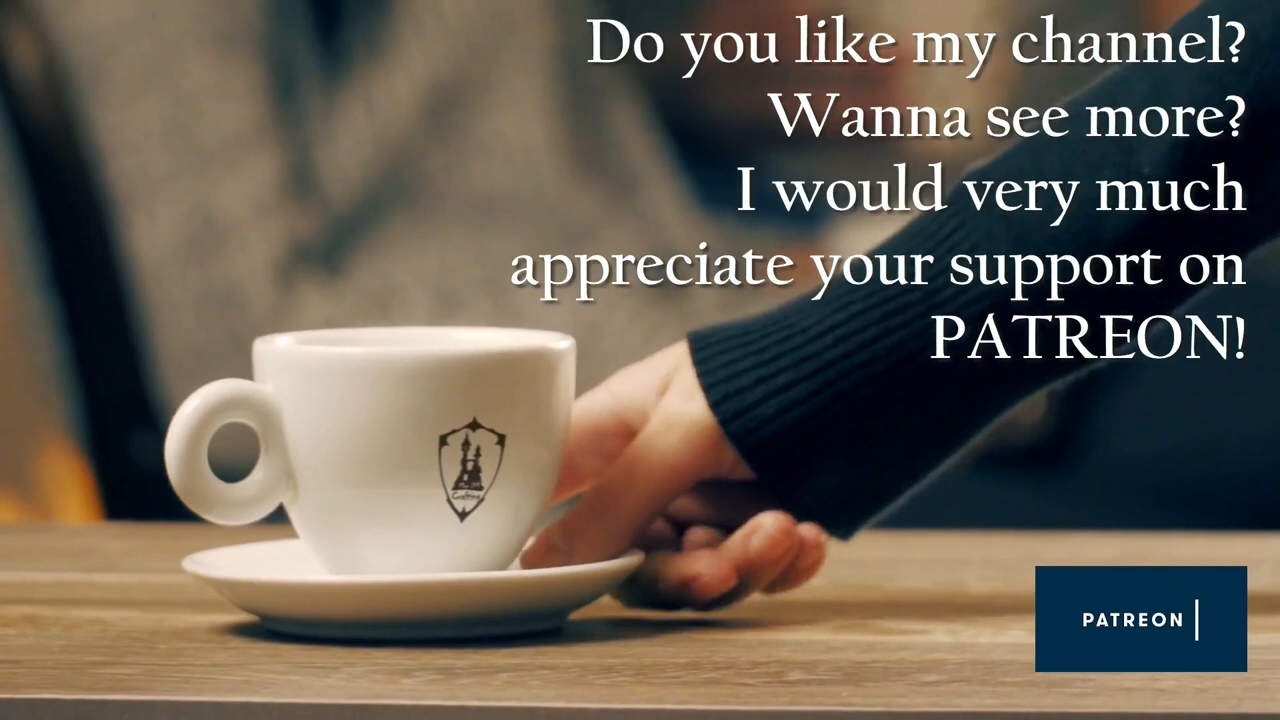 Do you like my channel?
Wanna see more?
I would very much
appreciate your support on
PATREON!
PATREON